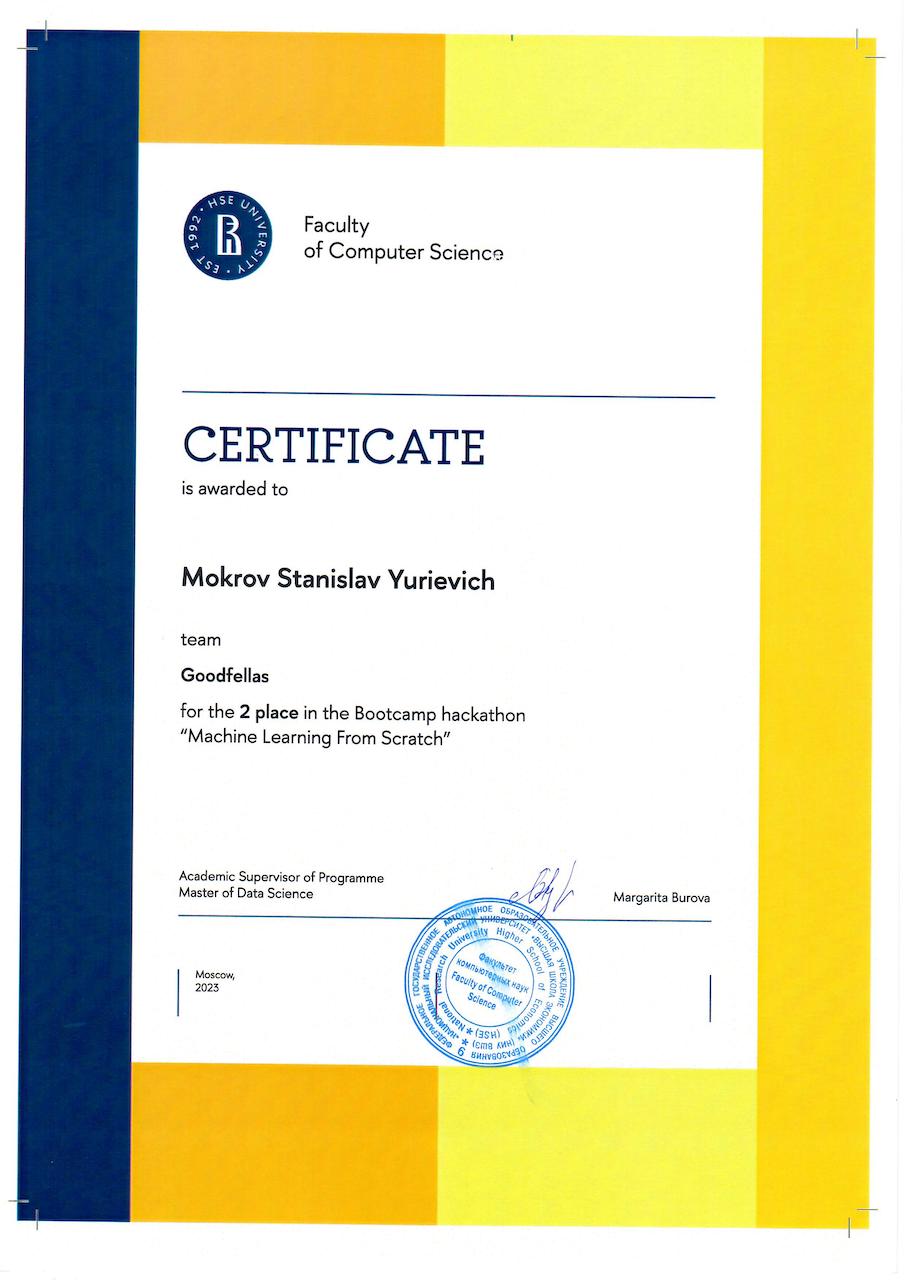 HSE UNIVERSITY · EST 1992 ·
Faculty
of Computer Science
CERTIFICATE
is awarded to
Mokrov Stanislav Yurievich
team
Goodfellas
for the 2 place in the Bootcamp hackathon
“Machine Learning From Scratch”
Academic Supervisor of Programme
Master of Data Science
Margarita Burova
Moscow,
2023
ФЕДЕРАЛЬНОЕ ГОСУДАРСТВЕННОЕ АВТОНОМНОЕ ОБРАЗОВАТЕЛЬНОЕ УЧРЕЖДЕНИЕ ВЫСШЕГО ОБРАЗОВАНИЯ 9
«НАЦИОНАЛЬНЫЙ ИССЛЕДОВАТЕЛЬСКИЙ УНИВЕРСИТЕТ «ВЫСШАЯ ШКОЛА ЭКОНОМИКИ» (НИУ ВШЭ) *
National Research University Higher School of Economics (HSE) *
Факультет
компьютерных наук
Faculty of Computer
Science